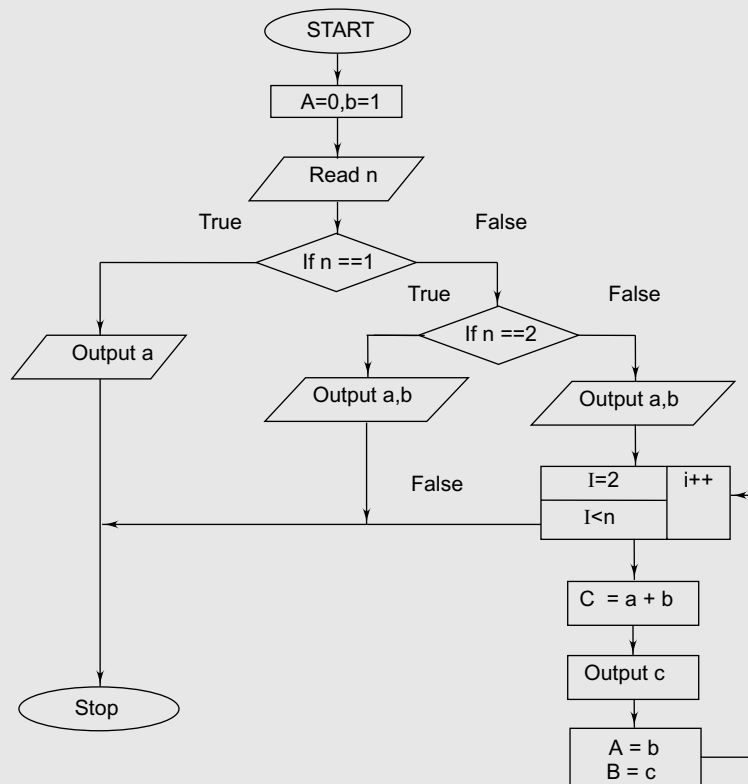 START
A=0,b=1
Read n
True
False
If n ==1
True
False
Output a
If n ==2
Output a,b
Output a,b
False
I=2
i++
I<n
C = a + b
Output c
Stop
A = b
B = c